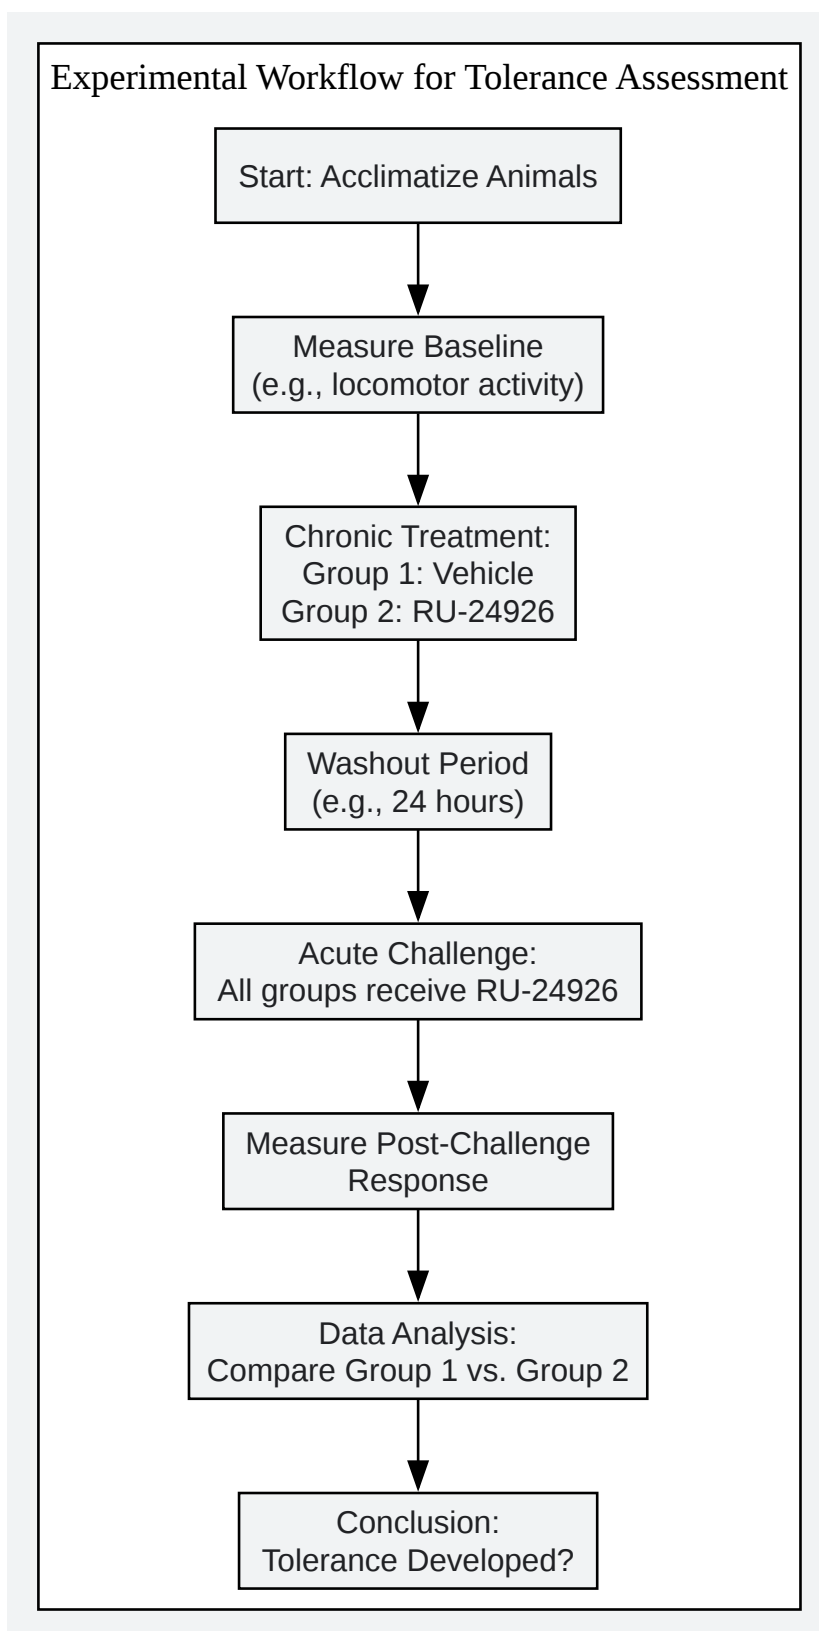 Experimental Workflow for Tolerance Assessment
Start: Acclimatize Animals
Measure Baseline
(e.g., locomotor activity)
Chronic Treatment:
Group 1: Vehicle
Group 2: RU-24926
Washout Period
(e.g., 24 hours)
Acute Challenge:
All groups receive RU-24926
Measure Post-Challenge
Response
Data Analysis:
Compare Group 1 vs. Group 2
Conclusion:
Tolerance Developed?